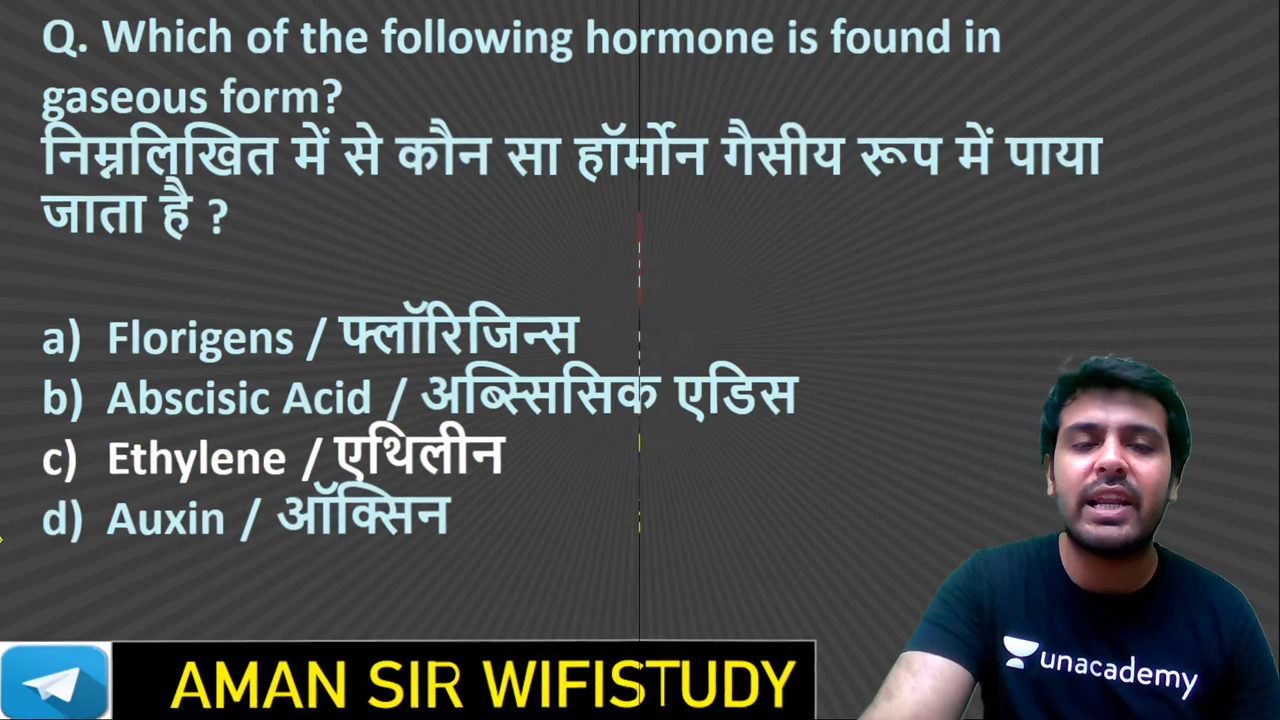 Q. Which of the following hormone is found in
gaseous form?
निम्नलिखित में से कौन सा हॉर्मोन गैसीय रूप में पाया
जाता है ?
a) Florigens / फ्लॉरिजिन्स
b) Abscisic Acid / अब्स्सिसिक एडिस
c) Ethylene / एथिलीन
d) Auxin / ऑक्सिन
unacademy
AMAN SIR WIFISTUDY